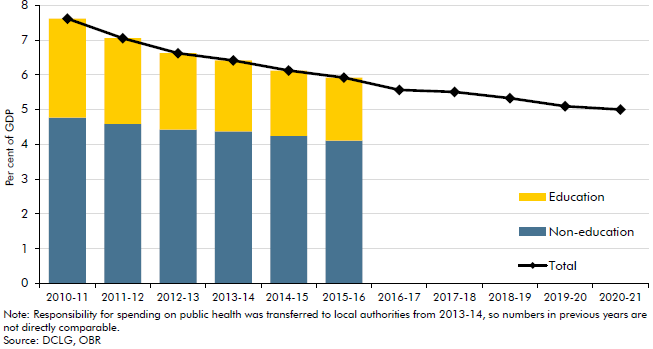 8
7
6
5
4
3
2
1
0
Per cent of GDP
Education
Non-education
Total
2010-11 2011-12 2012-13 2013-14 2014-15 2015-16 2016-17 2017-18 2018-19 2019-20 2020-21
Note: Responsibility for spending on public health was transferred to local authorities from 2013-14, so numbers in previous years are
not directly comparable.
Source: DCLG, OBR